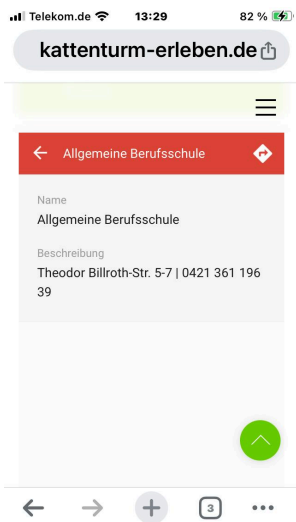 Telekom.de 13:29 82 %
kattenturm-erleben.de
Allgemeine Berufsschule
Name
Allgemeine Berufsschule
Beschreibung
Theodor Billroth-Str. 5-7 | 0421 361 196
39
3